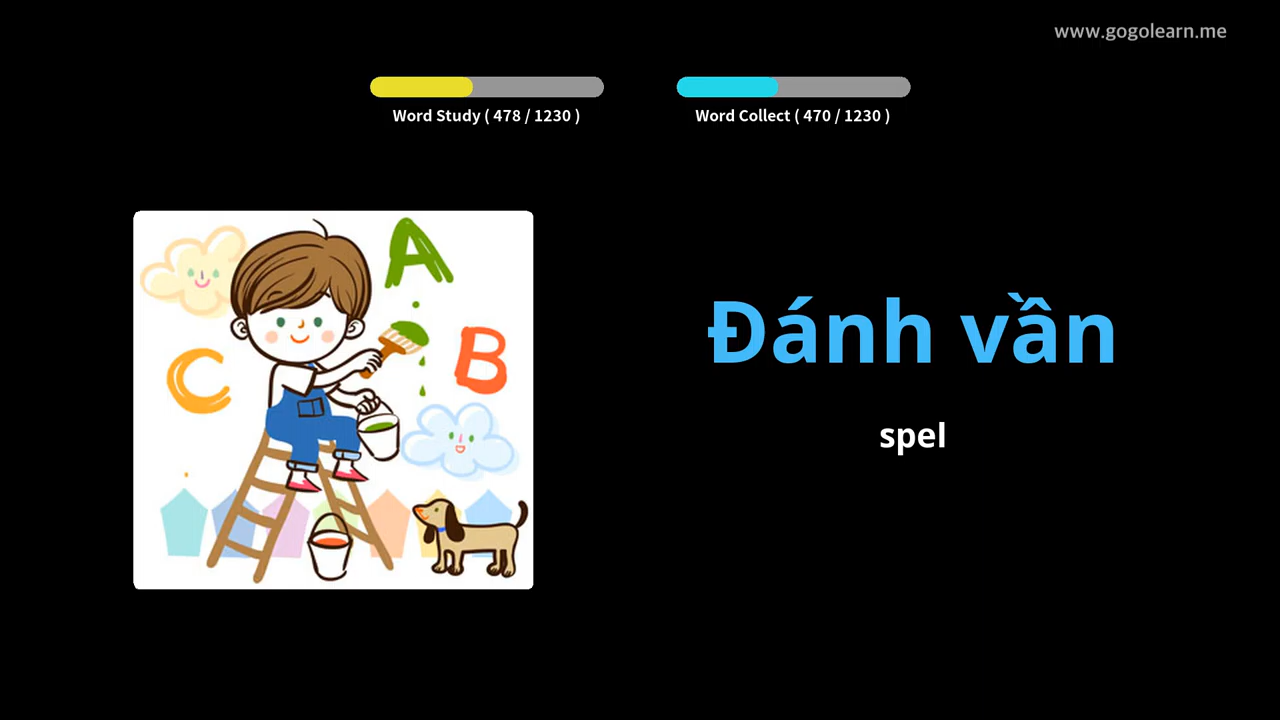 www.gogolearn.me
Word Study ( 478 / 1230 )
Word Collect ( 470 / 1230 )
A
B
C
Đánh vần
spel